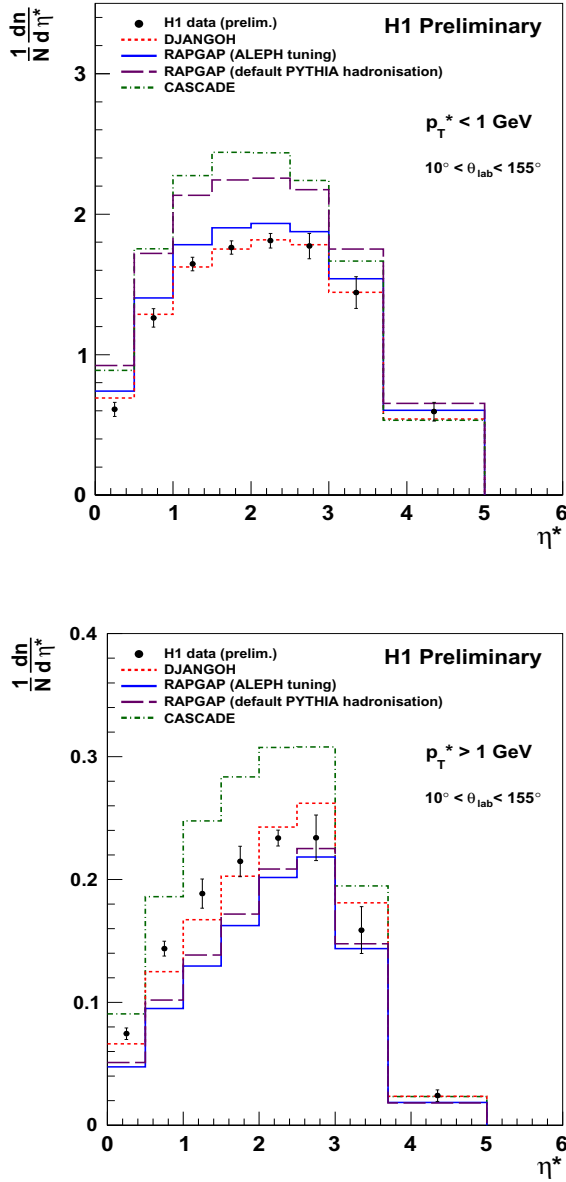 1 dn
N d η*
H1 Preliminary
H1 data (prelim.)
DJANGOH
RAPGAP (ALEPH tuning)
RAPGAP (default PYTHIA hadronisation)
CASCADE
p_T* < 1 GeV
10° < θ_lab < 155°
3
2
1
0
0 1 2 3 4 5 6
η*
1 dn
N d η*
H1 Preliminary
H1 data (prelim.)
DJANGOH
RAPGAP (ALEPH tuning)
RAPGAP (default PYTHIA hadronisation)
CASCADE
p_T* > 1 GeV
10° < θ_lab < 155°
0.4
0.3
0.2
0.1
0
0 1 2 3 4 5 6
η*